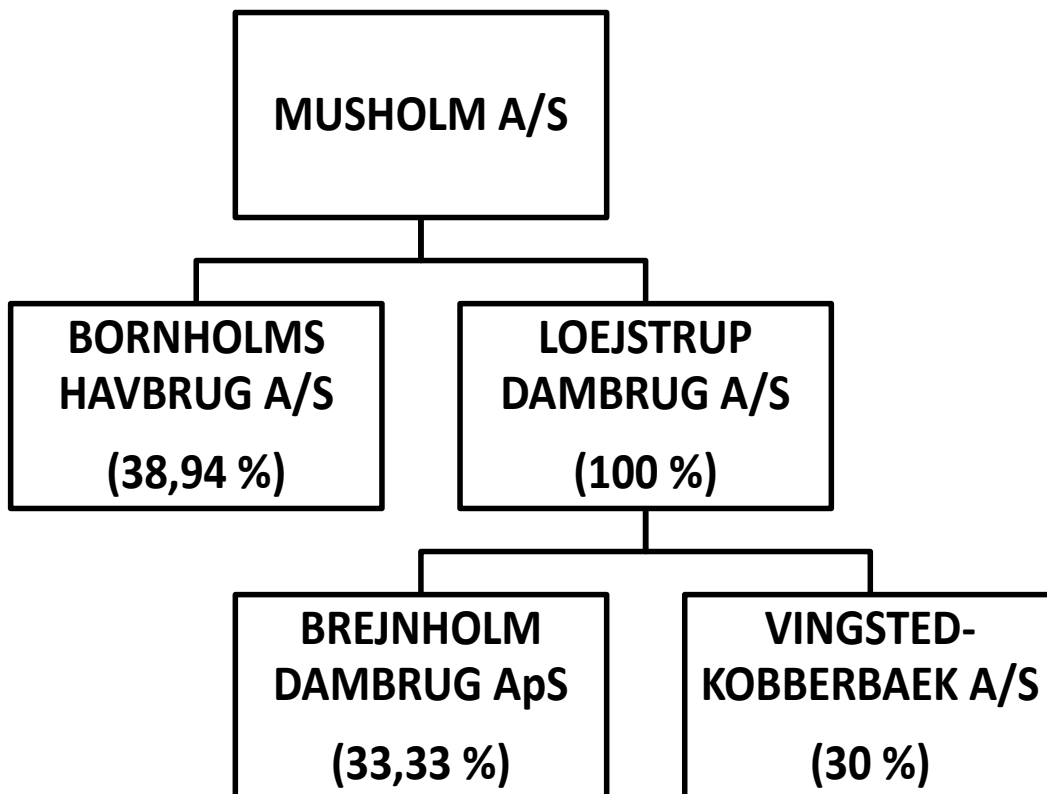 MUSHOLM A/S
BORNHOLMS
HAVBRUG A/S
(38,94 %)
LOEJSTRUP
DAMBRUG A/S
(100 %)
BREJNHOLM
DAMBRUG ApS
(33,33 %)
VINGSTED-
KOBBERBAEK A/S
(30 %)